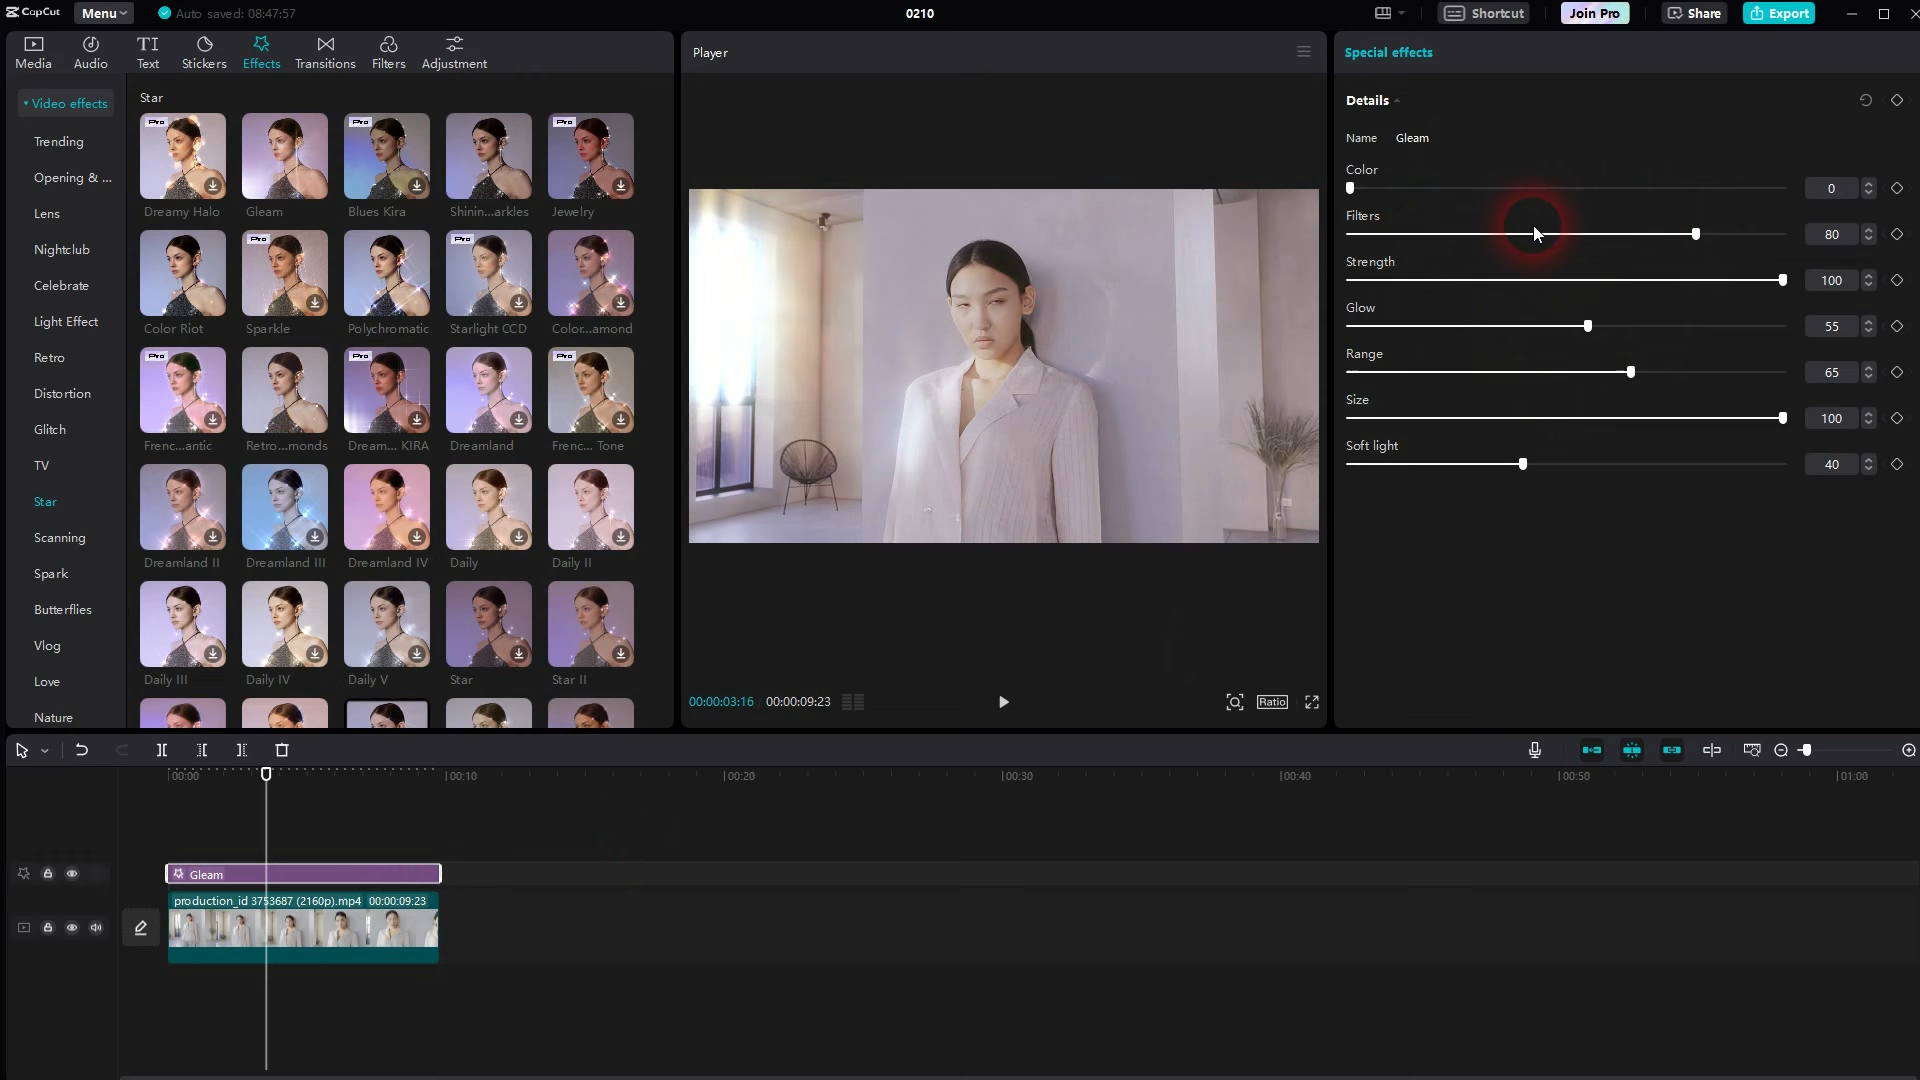 CapCut
Menu
Auto saved: 08:47:57
0210
Shortcut
Join Pro
Share
Export
Media
Audio
Text
Stickers
Effects
Transitions
Filters
Adjustment
Video effects
Trending
Opening & ...
Lens
Nightclub
Celebrate
Light Effect
Retro
Distortion
Glitch
TV
Star
Scanning
Spark
Butterflies
Vlog
Love
Nature
Star
Pro
Pro
Pro
Dreamy Halo
Gleam
Blues Kira
Shinin...arkles
Jewelry
Pro
Pro
Color Riot
Sparkle
Polychromatic
Starlight CCD
Color...amond
Pro
Pro
Pro
Frenc...antic
Retro...monds
Dream... KIRA
Dreamland
Frenc... Tone
Dreamland II
Dreamland III
Dreamland IV
Daily
Daily II
Daily III
Daily IV
Daily V
Star
Star II
Player
00:00:03:16
00:00:09:23
Ratio
Special effects
Details
Name Gleam
Color
0
Filters
80
Strength
100
Glow
55
Range
65
Size
100
Soft light
40
00:00
00:10
00:20
00:30
00:40
00:50
01:00
Gleam
production_id 3753687 (2160p).mp4 00:00:09:23